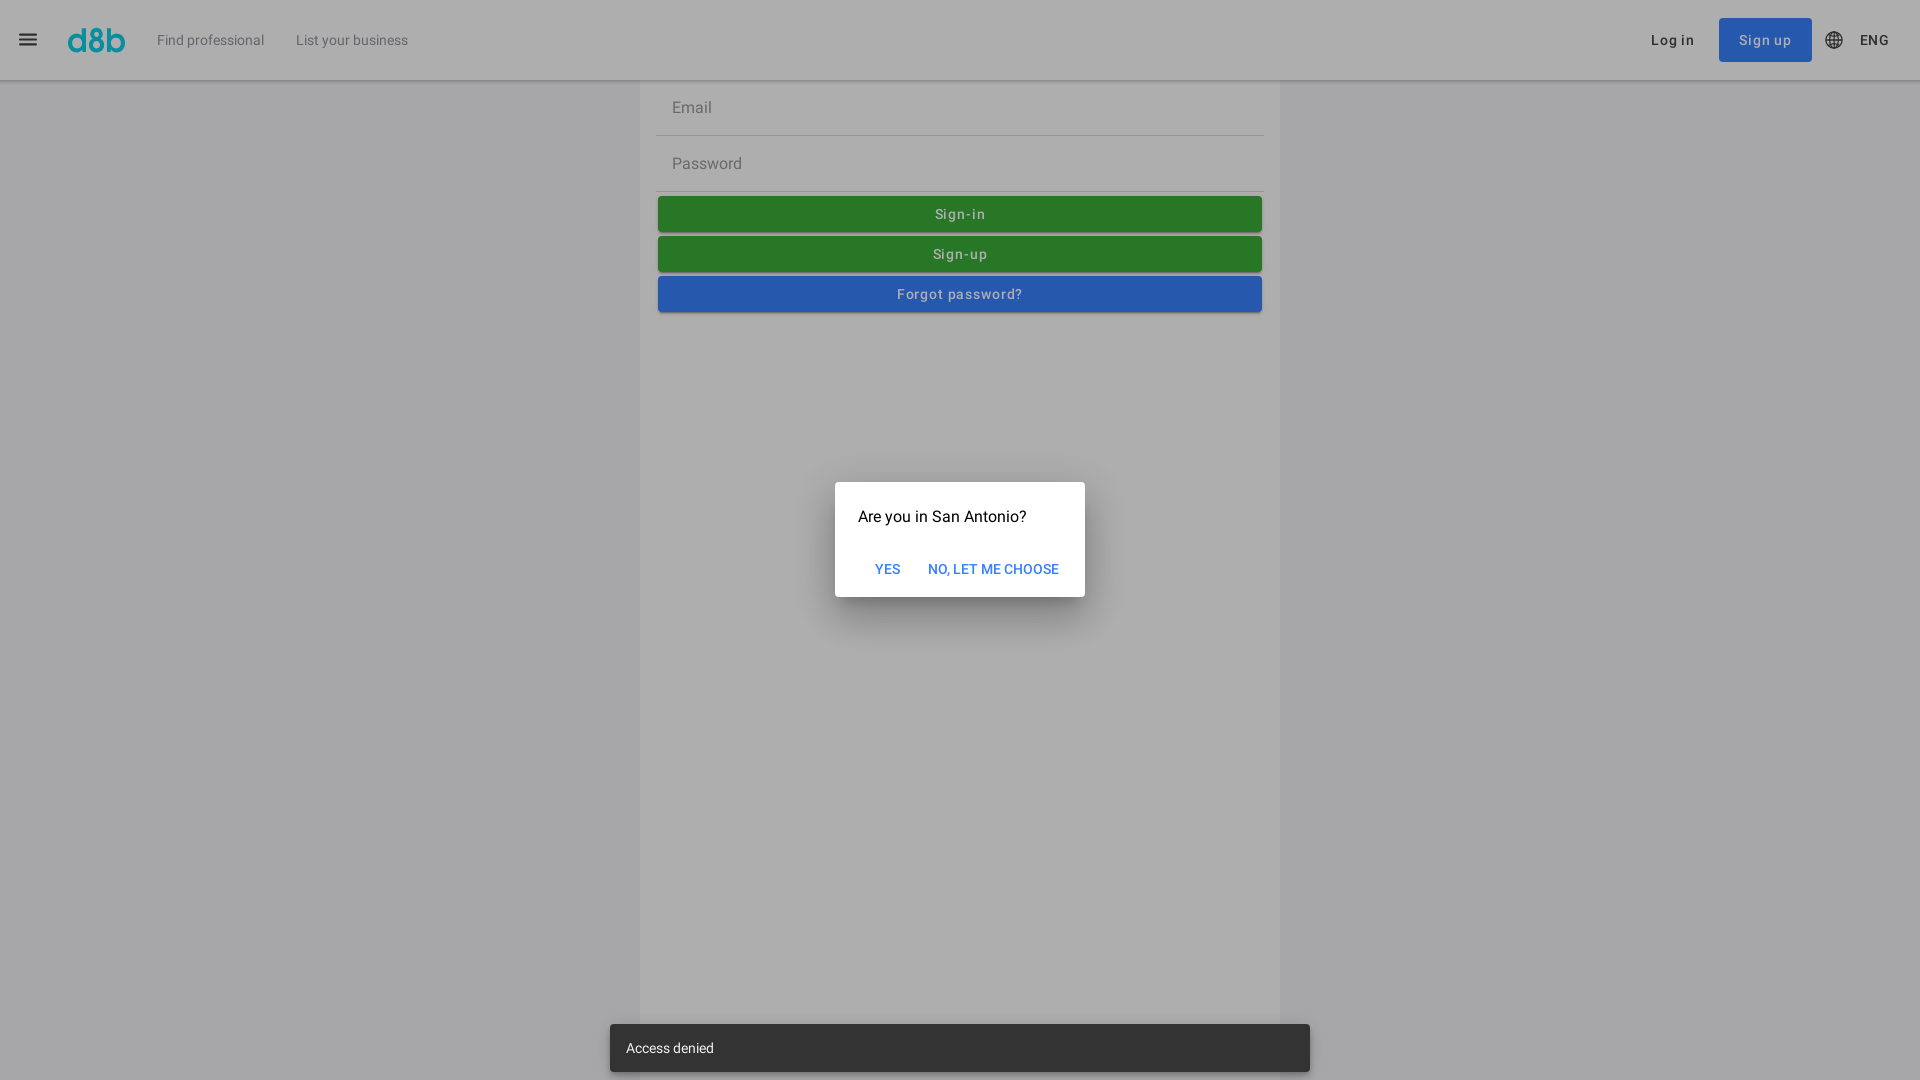 d8b
Find professional
List your business
Log in
Sign up
ENG
Email
Password
Sign-in
Sign-up
Forgot password?
Are you in San Antonio?
YES
NO, LET ME CHOOSE
Access denied